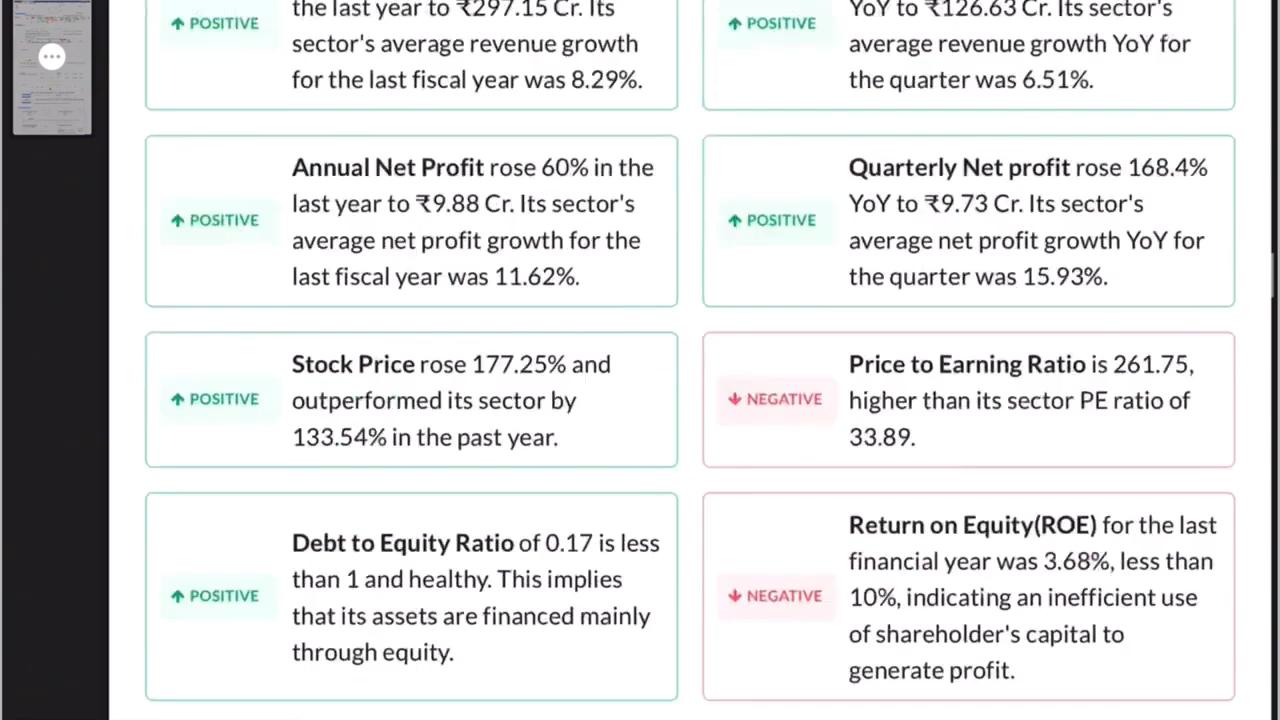 the last year to ₹297.15 Cr. Its
sector's average revenue growth
for the last fiscal year was 8.29%.
POSITIVE
YoY to ₹126.63 Cr. Its sector's
average revenue growth YoY for
the quarter was 6.51%.
POSITIVE
Annual Net Profit rose 60% in the
last year to ₹9.88 Cr. Its sector's
average net profit growth for the
last fiscal year was 11.62%.
POSITIVE
Quarterly Net profit rose 168.4%
YoY to ₹9.73 Cr. Its sector's
average net profit growth YoY for
the quarter was 15.93%.
POSITIVE
Stock Price rose 177.25% and
outperformed its sector by
133.54% in the past year.
POSITIVE
Price to Earning Ratio is 261.75,
higher than its sector PE ratio of
33.89.
NEGATIVE
Debt to Equity Ratio of 0.17 is less
than 1 and healthy. This implies
that its assets are financed mainly
through equity.
POSITIVE
Return on Equity(ROE) for the last
financial year was 3.68%, less than
10%, indicating an inefficient use
of shareholder's capital to
generate profit.
NEGATIVE